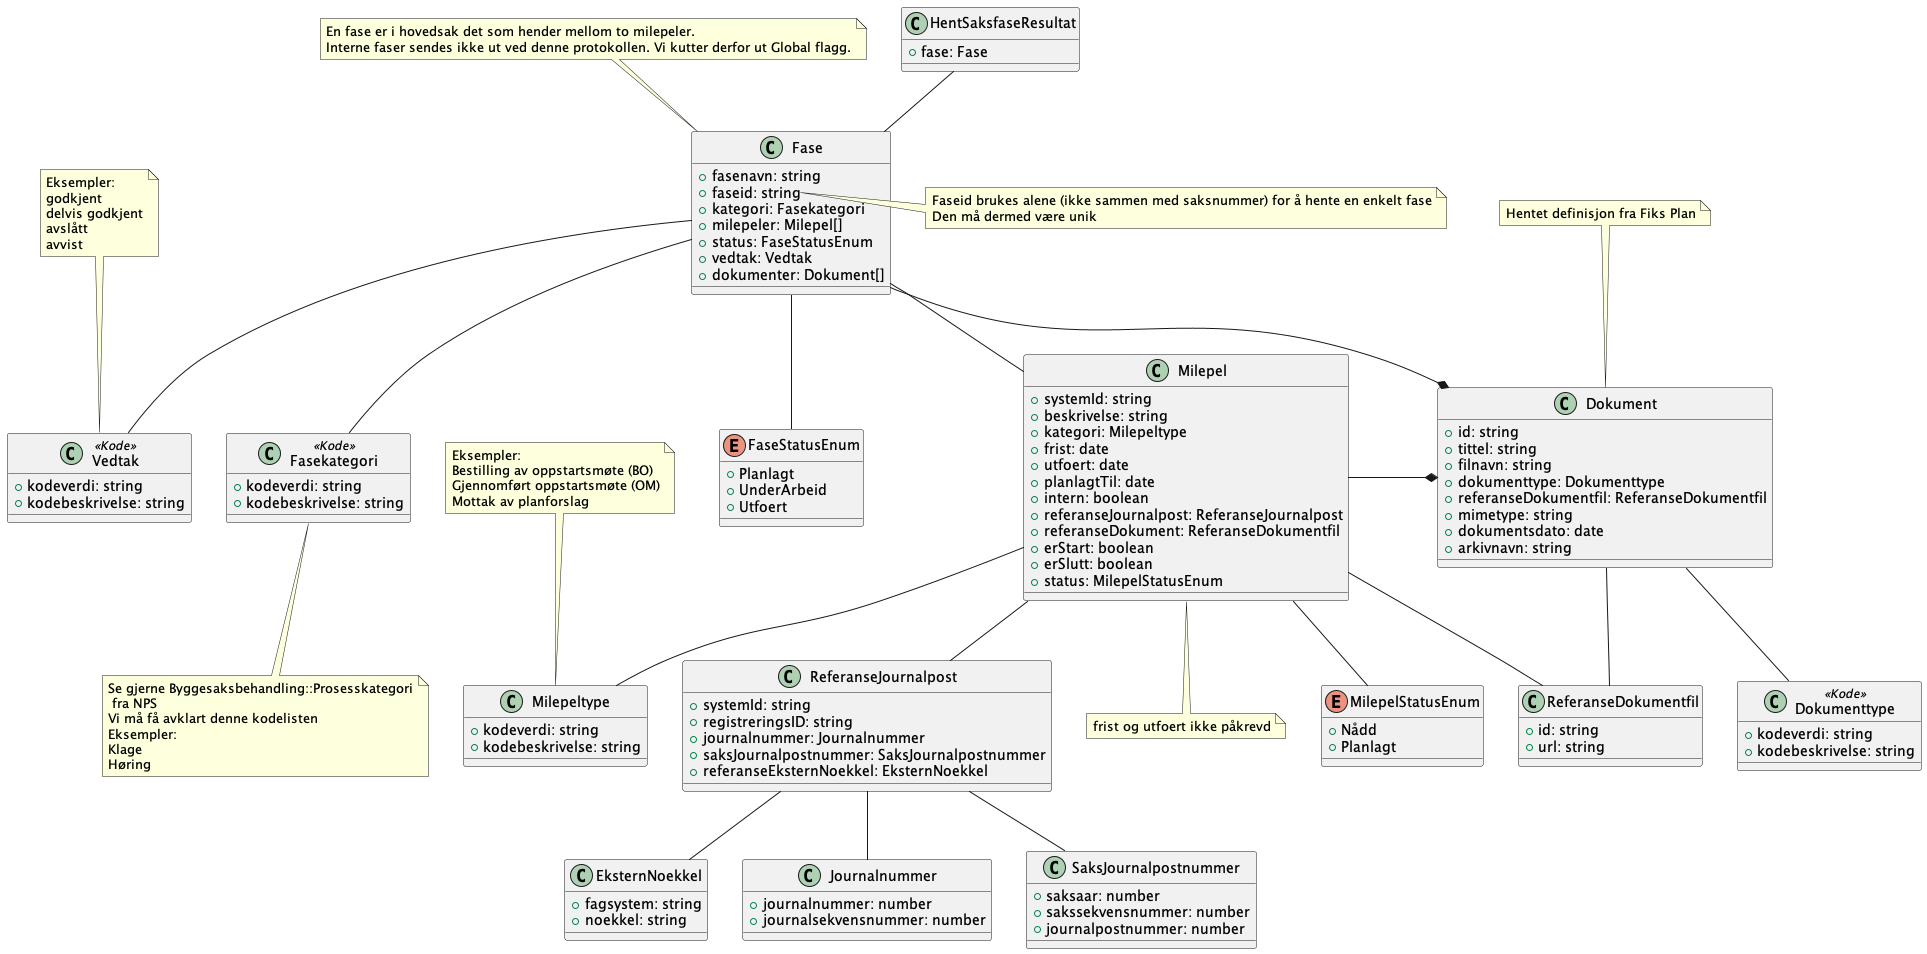 En fase er i hovedsak det som hender mellom to milepeler.
Interne faser sendes ikke ut ved denne protokollen. Vi kutter derfor ut Global flagg.
C HentSaksfaseResultat
fase: Fase
C Fase
fasenavn: string
faseid: string
kategori: Fasekategori
milepeler: Milepel[]
status: FaseStatusEnum
vedtak: Vedtak
dokumenter: Dokument[]
Faseid brukes alene (ikke sammen med saksnummer) for å hente en enkelt fase
Den må dermed være unik
Eksempler:
godkjent
delvis godkjent
avslått
avvist
Hentet definisjon fra Fiks Plan
C «Kode»
Vedtak
kodeverdi: string
kodebeskrivelse: string
C «Kode»
Fasekategori
kodeverdi: string
kodebeskrivelse: string
Eksempler:
Bestilling av oppstartsmøte (BO)
Gjennomført oppstartsmøte (OM)
Mottak av planforslag
E FaseStatusEnum
Planlagt
UnderArbeid
Utfoert
C Milepel
systemId: string
beskrivelse: string
kategori: Milepeltype
frist: date
utfoert: date
planlagtTil: date
intern: boolean
referanseJournalpost: ReferanseJournalpost
referanseDokument: ReferanseDokumentfil
erStart: boolean
erSlutt: boolean
status: MilepelStatusEnum
C Dokument
id: string
tittel: string
filnavn: string
dokumenttype: Dokumenttype
referanseDokumentfil: ReferanseDokumentfil
mimetype: string
dokumentsdato: date
arkivnavn: string
Se gjerne Byggesaksbehandling::Prosesskategori
fra NPS
Vi må få avklart denne kodelisten
Eksempler:
Klage
Høring
C Milepeltype
kodeverdi: string
kodebeskrivelse: string
C ReferanseJournalpost
systemId: string
registreringsID: string
journalnummer: Journalnummer
saksJournalpostnummer: SaksJournalpostnummer
referanseEksternNoekkel: EksternNoekkel
frist og utfoert ikke påkrevd
E MilepelStatusEnum
Nådd
Planlagt
C ReferanseDokumentfil
id: string
url: string
C «Kode»
Dokumenttype
kodeverdi: string
kodebeskrivelse: string
C EksternNoekkel
fagsystem: string
noekkel: string
C Journalnummer
journalnummer: number
journalsekvensnummer: number
C SaksJournalpostnummer
saksaar: number
sakssekvensnummer: number
journalpostnummer: number